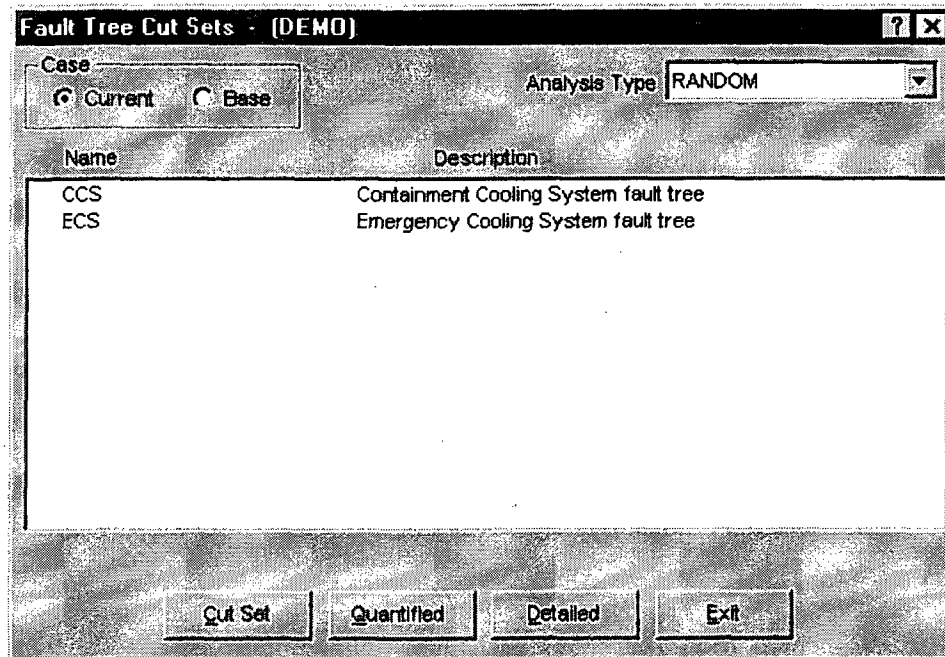 Fault Tree Cut Sets - (DEMO)
Case
Current Base
Analysis Type RANDOM
Name Description
CCS Containment Cooling System fault tree
ECS Emergency Cooling System fault tree
Cut Set Quantified Detailed Exit